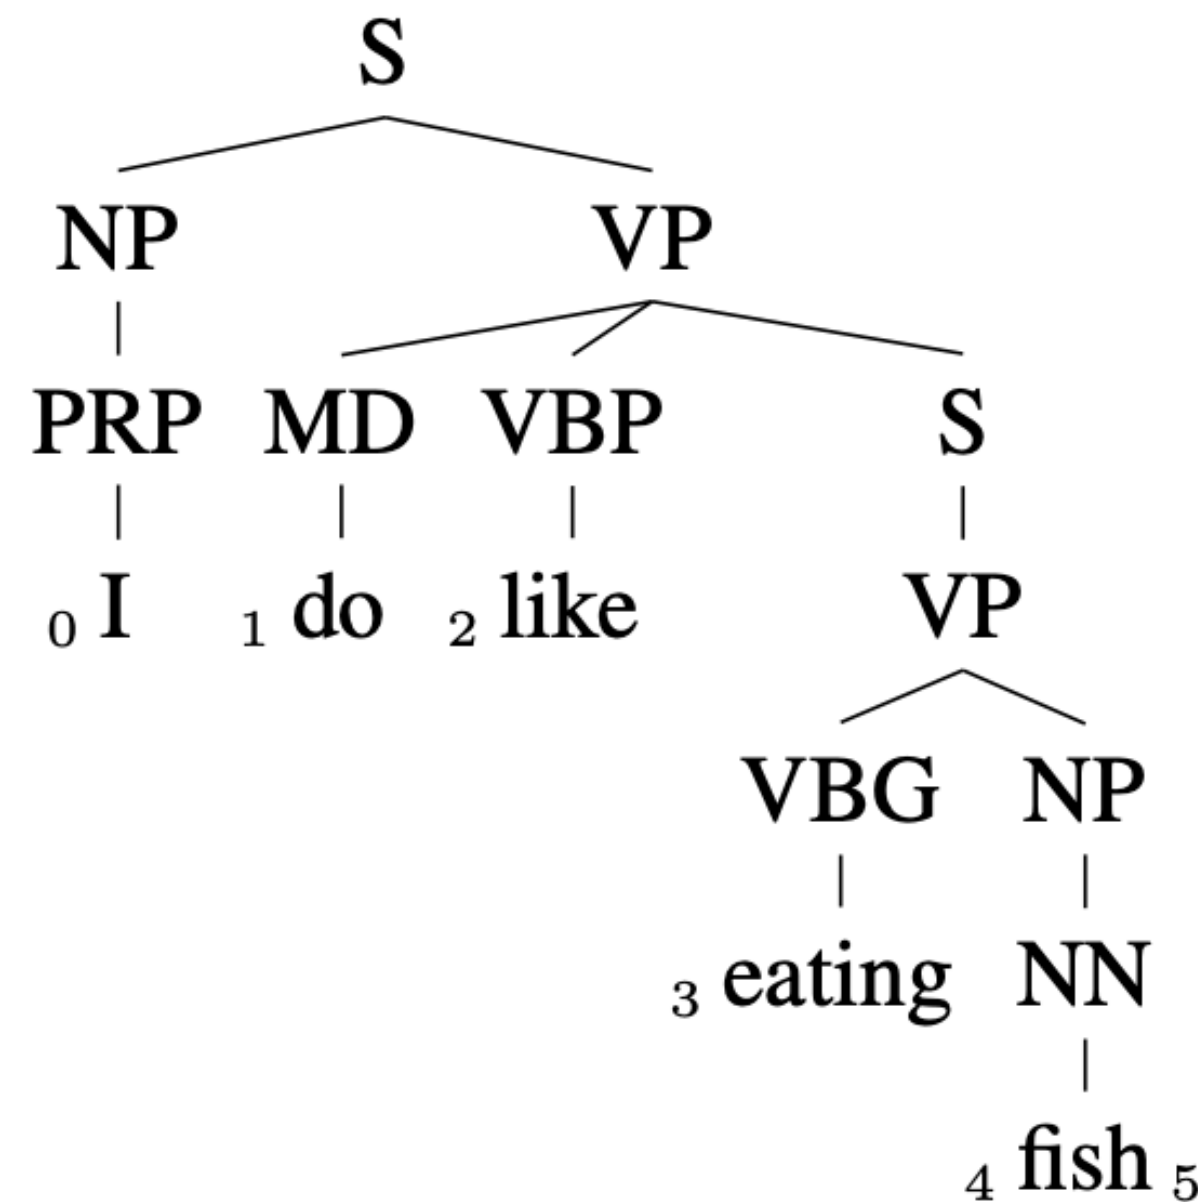 S
NP VP
PRP MD VBP S
0 I 1 do 2 like VP
VBG NP
3 eating NN
4 fish 5